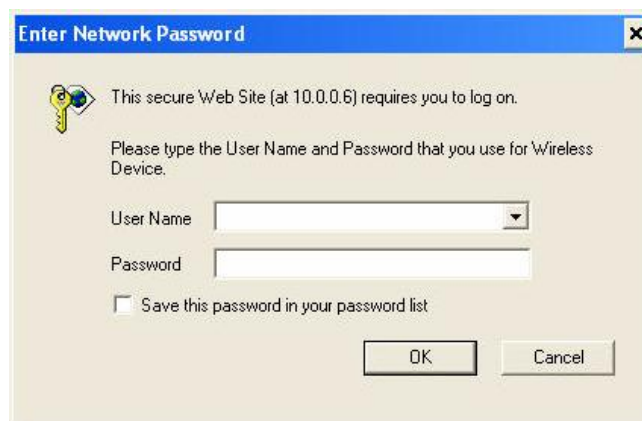 Enter Network Password
This secure Web Site (at 10.0.0.6) requires you to log on.
Please type the User Name and Password that you use for Wireless
Device.
User Name
Password
Save this password in your password list
OK Cancel